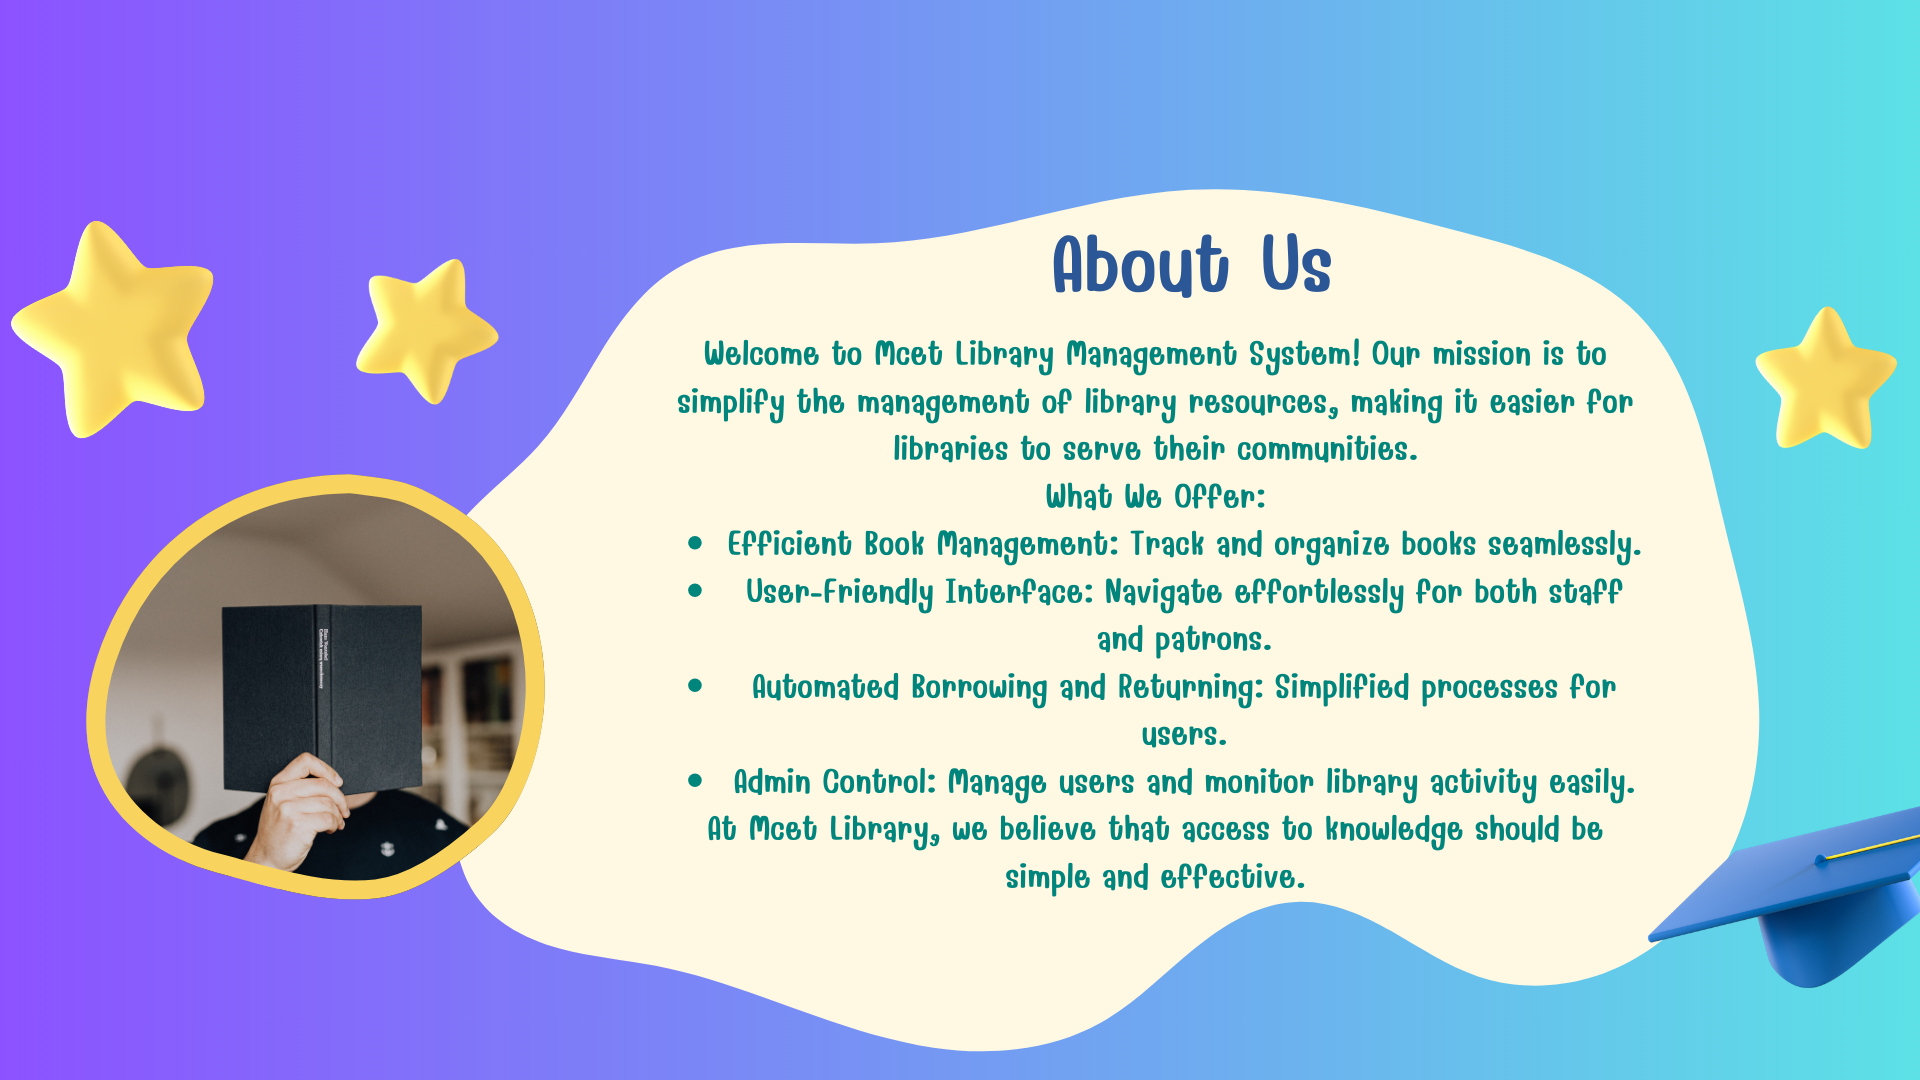 About Us
Welcome to Mcet Library Management System! Our mission is to
simplify the management of library resources, making it easier for
libraries to serve their communities.
What We Offer:
• Efficient Book Management: Track and organize books seamlessly.
• User-Friendly Interface: Navigate effortlessly for both staff
and patrons.
• Automated Borrowing and Returning: Simplified processes for
users.
• Admin Control: Manage users and monitor library activity easily.
At Mcet Library, we believe that access to knowledge should be
simple and effective.